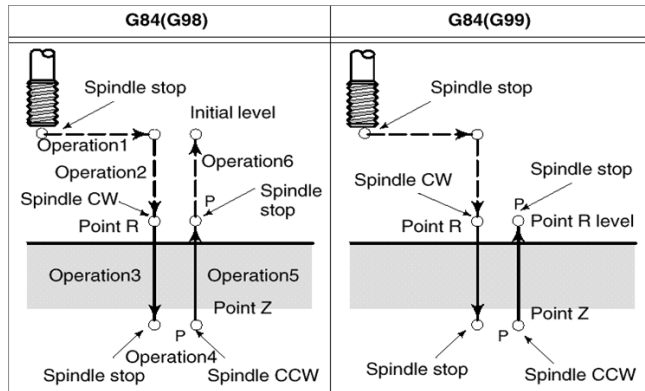 G84(G98)
G84(G99)
Spindle stop
Initial level
Operation1
Operation2
Operation6
Spindle CW
P
Spindle
stop
Point R
Operation3
Operation5
Point Z
P
Operation4
Spindle stop
Spindle CCW
Spindle stop
Spindle CW
Spindle stop
P
Point R
Point R level
Point Z
P
Spindle stop
Spindle CCW